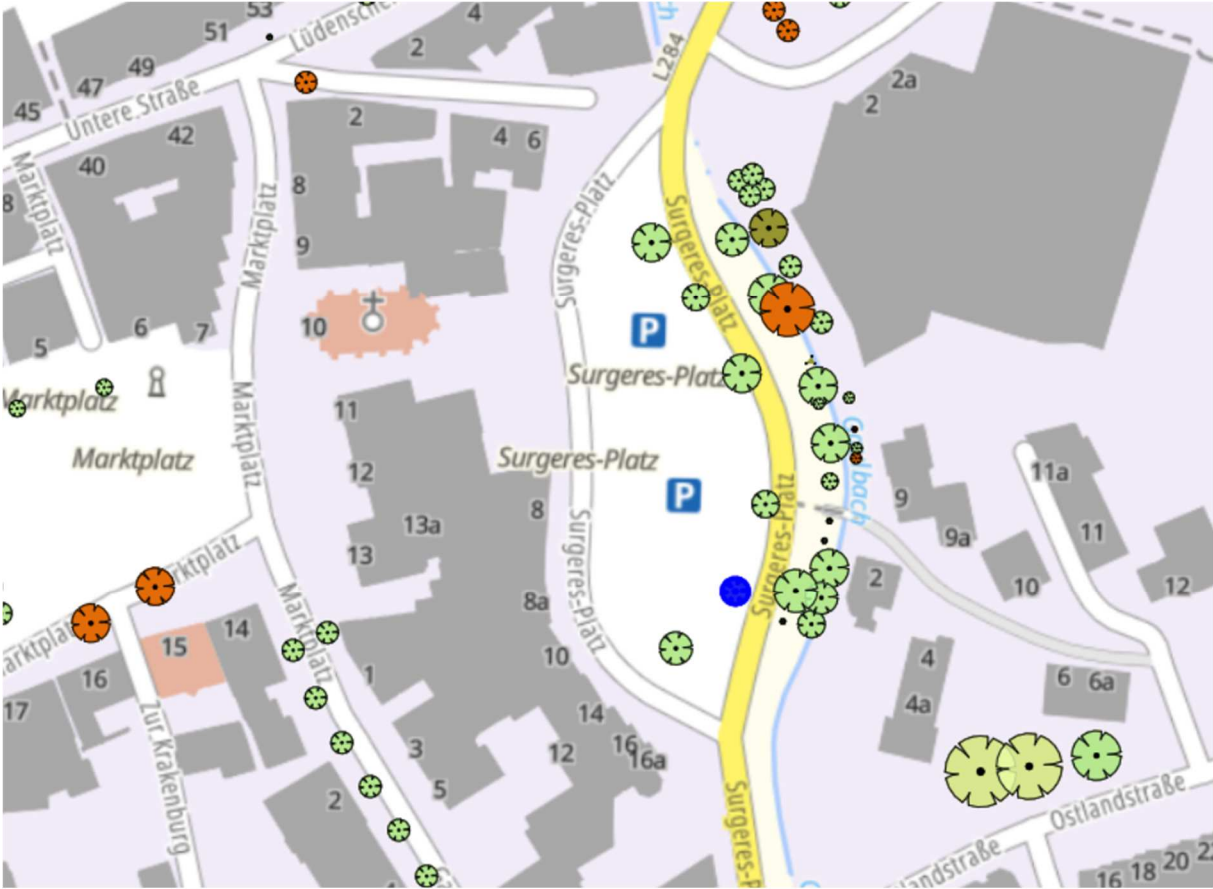 53
51
49
47
45
Untere Straße
4
2
L284
2a
2
42
40
2
4
6
Marktplatz
8
8
Marktplatz
Surgeres-Platz
Surgeres-Platz
9
10
5
6
7
P
Surgeres-Platz
Marktplatz
Marktplatz
Marktplatz
11
Surgeres-Platz
12
P
8
13a
13
9
9a
11a
11
10
12
2
Surgeres-Platz
Surgeres-Platz
8a
Marktplatz
14
15
16
17
1
10
14
12
16
16a
3
5
2
4
4a
6
6a
Zur Krakenburg
Ostlandstraße
16
18
20